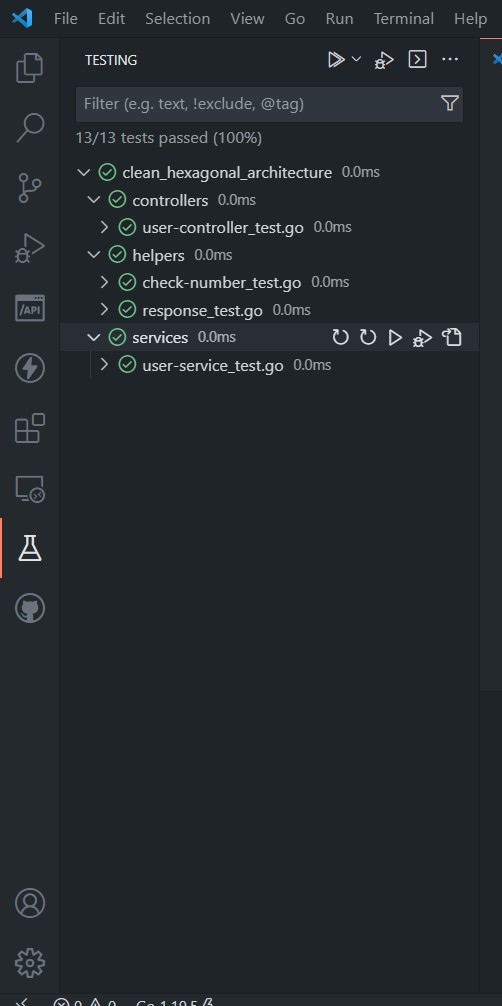 File Edit Selection View Go Run Terminal Help
TESTING
Filter (e.g. text, !exclude, @tag)
13/13 tests passed (100%)
clean_hexagonal_architecture 0.0ms
controllers 0.0ms
user-controller_test.go 0.0ms
helpers 0.0ms
check-number_test.go 0.0ms
response_test.go 0.0ms
services 0.0ms
user-service_test.go 0.0ms
/API
0 0 Go 1.19.5